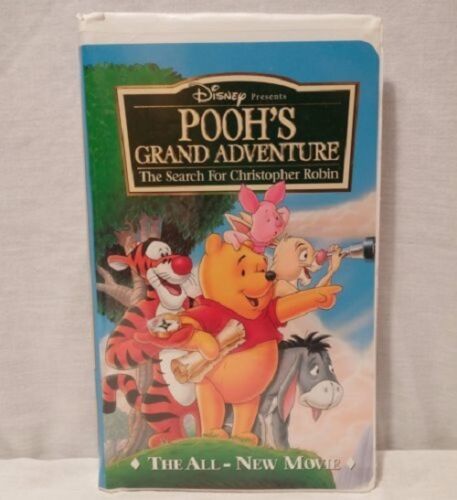 Disney Presents
POOH'S
GRAND ADVENTURE
The Search For Christopher Robin
THE ALL-NEW MOVIE